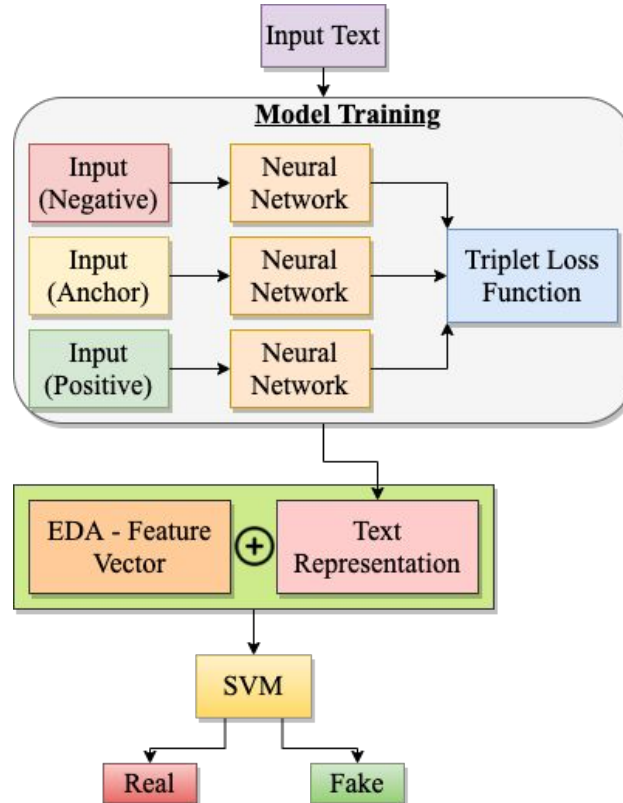 Input Text
Model Training
Input
(Negative)
Neural
Network
Input
(Anchor)
Neural
Network
Triplet Loss
Function
Input
(Positive)
Neural
Network
EDA - Feature
Vector
+
Text
Representation
SVM
Real
Fake